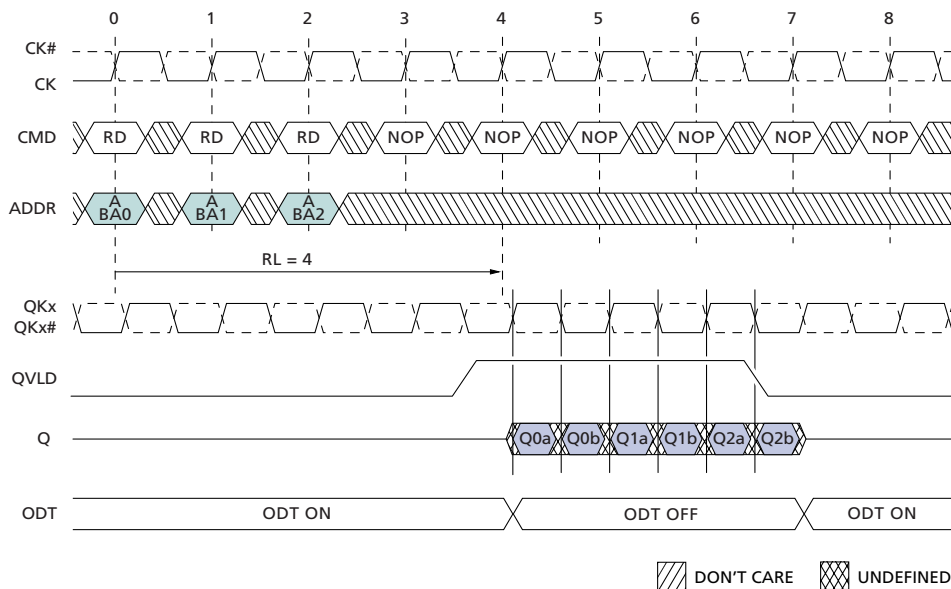 0 1 2 3 4 5 6 7 8
CK#
CK
CMD RD RD RD NOP NOP NOP NOP NOP NOP
ADDR A BA0 A BA1 A BA2
RL = 4
QKx
QKx#
QVLD
Q Q0a Q0b Q1a Q1b Q2a Q2b
ODT ODT ON ODT OFF ODT ON
DON'T CARE UNDEFINED